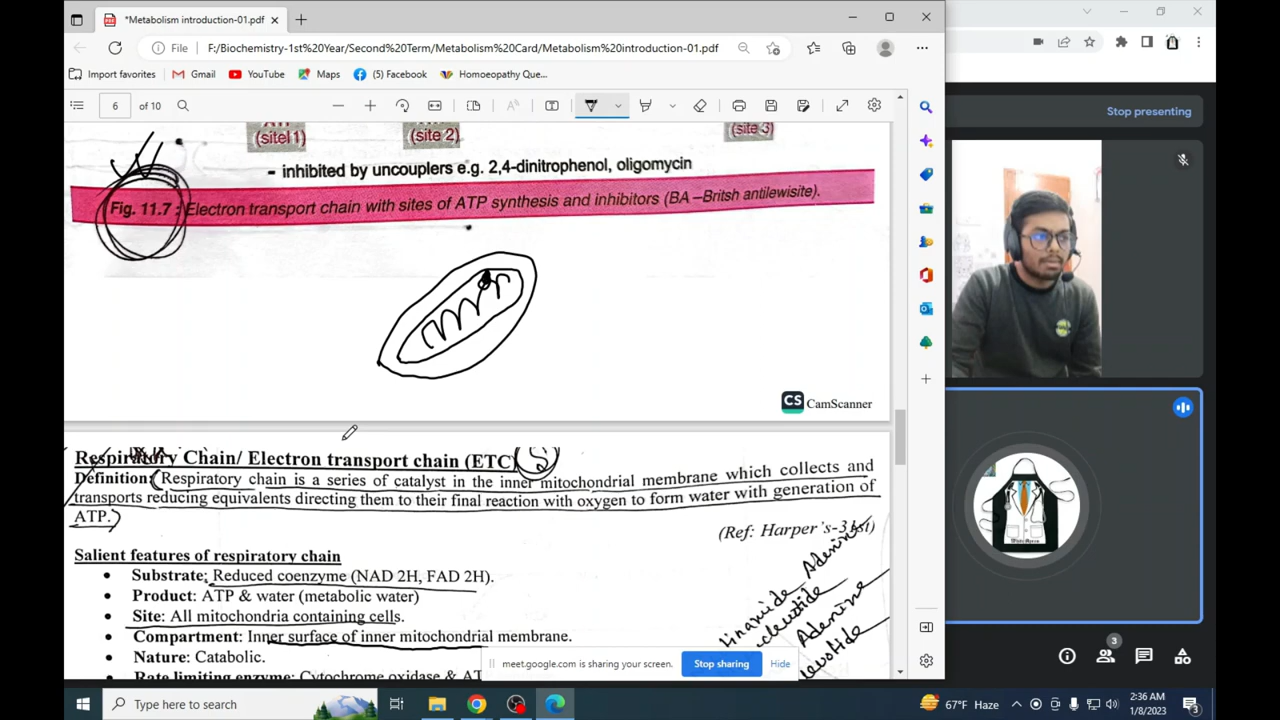 *Metabolism introduction-01.pdf
File
F:/Biochemistry-1st%20Year/Second%20Term/Metabolism%20Card/Metabolism%20introduction-01.pdf
Import favorites
Gmail
YouTube
Maps
(5) Facebook
Homoeopathy Que...
6
of 10
Stop presenting
(site 1)
(site 2)
(site 3)
- inhibited by uncouplers e.g. 2,4-dinitrophenol, oligomycin
Fig. 11.7 : Electron transport chain with sites of ATP synthesis and inhibitors (BA –Britsh antilewisite).
CS CamScanner
Respiratory Chain/ Electron transport chain (ETC)
Definition: (Respiratory chain is a series of catalyst in the inner mitochondrial membrane which collects and
transports reducing equivalents directing them to their final reaction with oxygen to form water with generation of
ATP.)
(Ref: Harper's-31st)
Salient features of respiratory chain
• Substrate: Reduced coenzyme (NAD 2H, FAD 2H).
• Product: ATP & water (metabolic water)
• Site: All mitochondria containing cells.
• Compartment: Inner surface of inner mitochondrial membrane.
• Nature: Catabolic.
• Rate limiting enzyme: Cytochrome oxidase &
Adenine
Adenine
meet.google.com is sharing your screen.
Stop sharing
Hide
3
Type here to search
67°F Haze
2:36 AM
1/8/2023
3